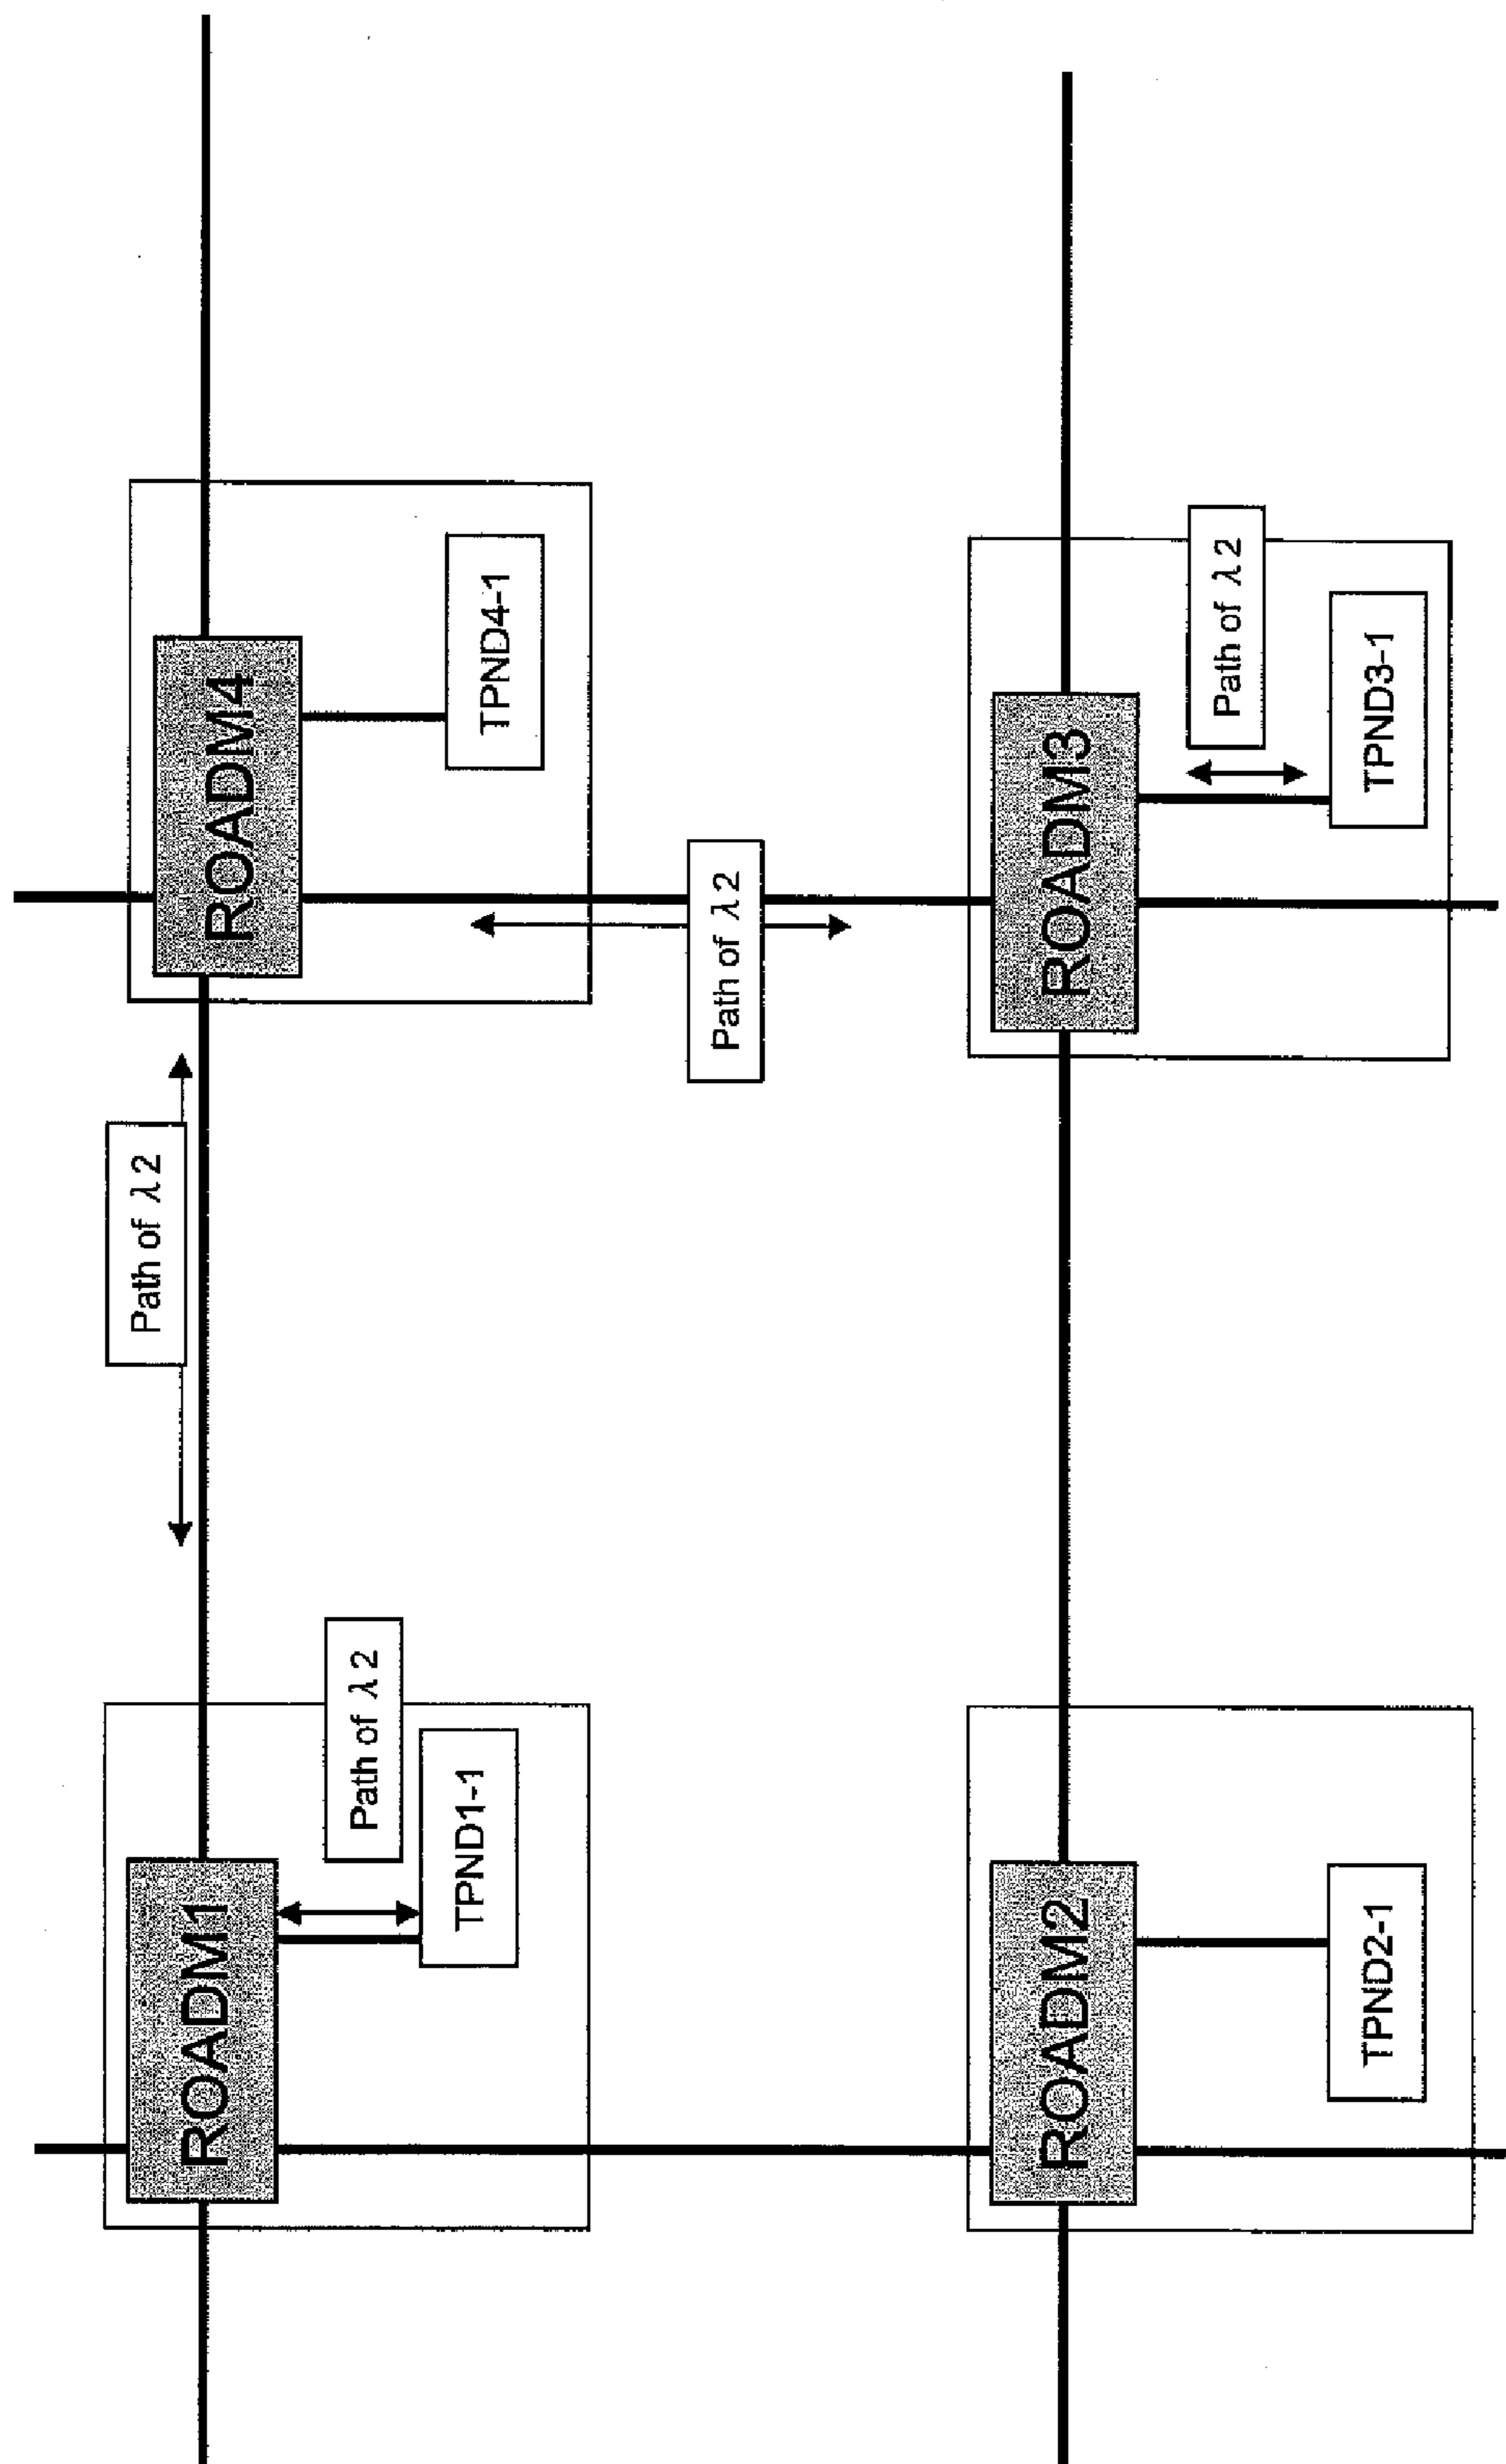 ROADM1
Path of λ2
TPND1-1
Path of λ2
ROADM4
TPND4-1
Path of λ2
ROADM2
TPND2-1
ROADM3
Path of λ2
TPND3-1